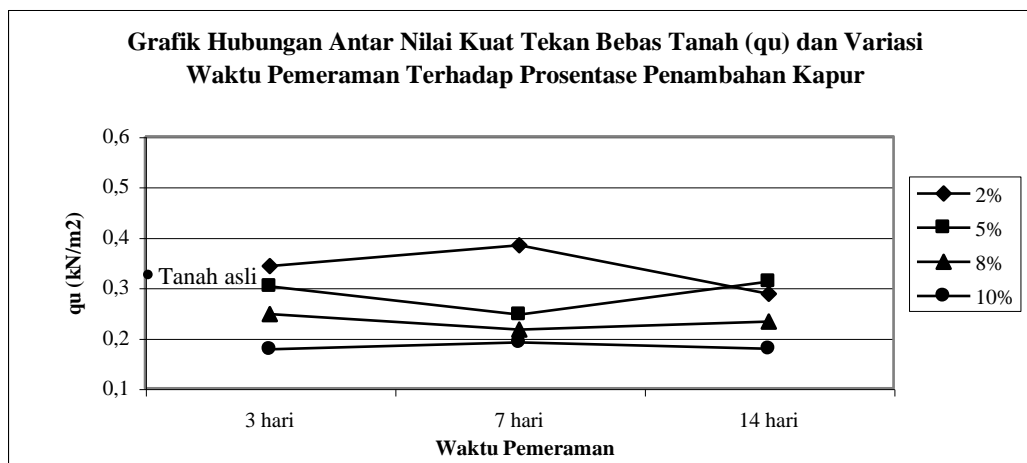 Grafik Hubungan Antar Nilai Kuat Tekan Bebas Tanah (qu) dan Variasi
Waktu Pemeraman Terhadap Prosentase Penambahan Kapur
qu (kN/m2)
0,6
0,5
0,4
0,3
0,2
0,1
Tanah asli
3 hari
7 hari
14 hari
Waktu Pemeraman
2%
5%
8%
10%